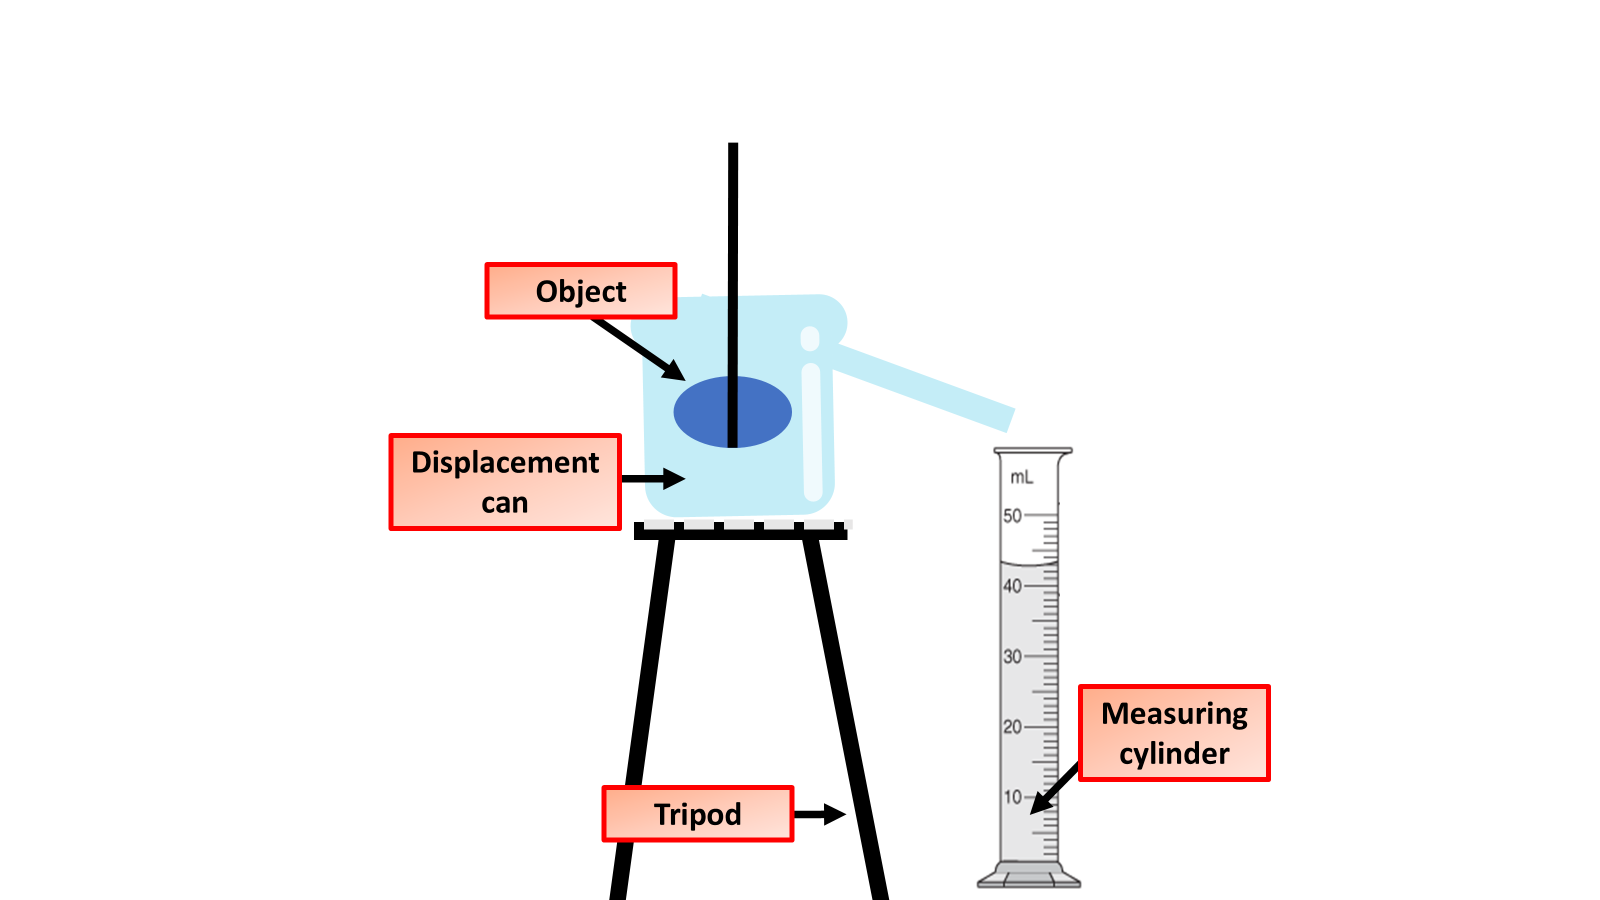 Object
Displacement
can
mL
50
40
30
20
10
Measuring
cylinder
Tripod